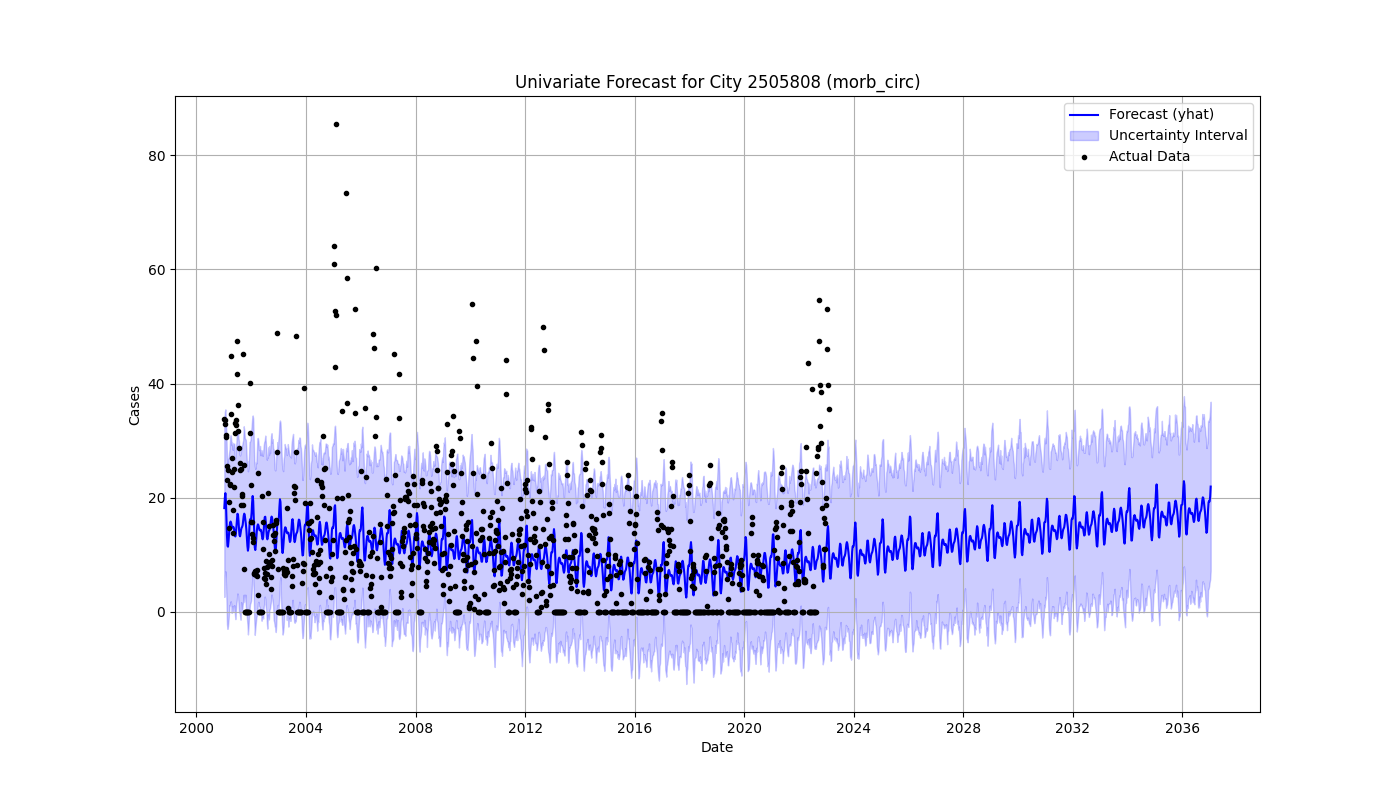 Univariate Forecast for City 2505808 (morb_circ)
Forecast (yhat)
Uncertainty Interval
Actual Data
Cases
80
60
40
20
0
2000 2004 2008 2012 2016 2020 2024 2028 2032 2036
Date